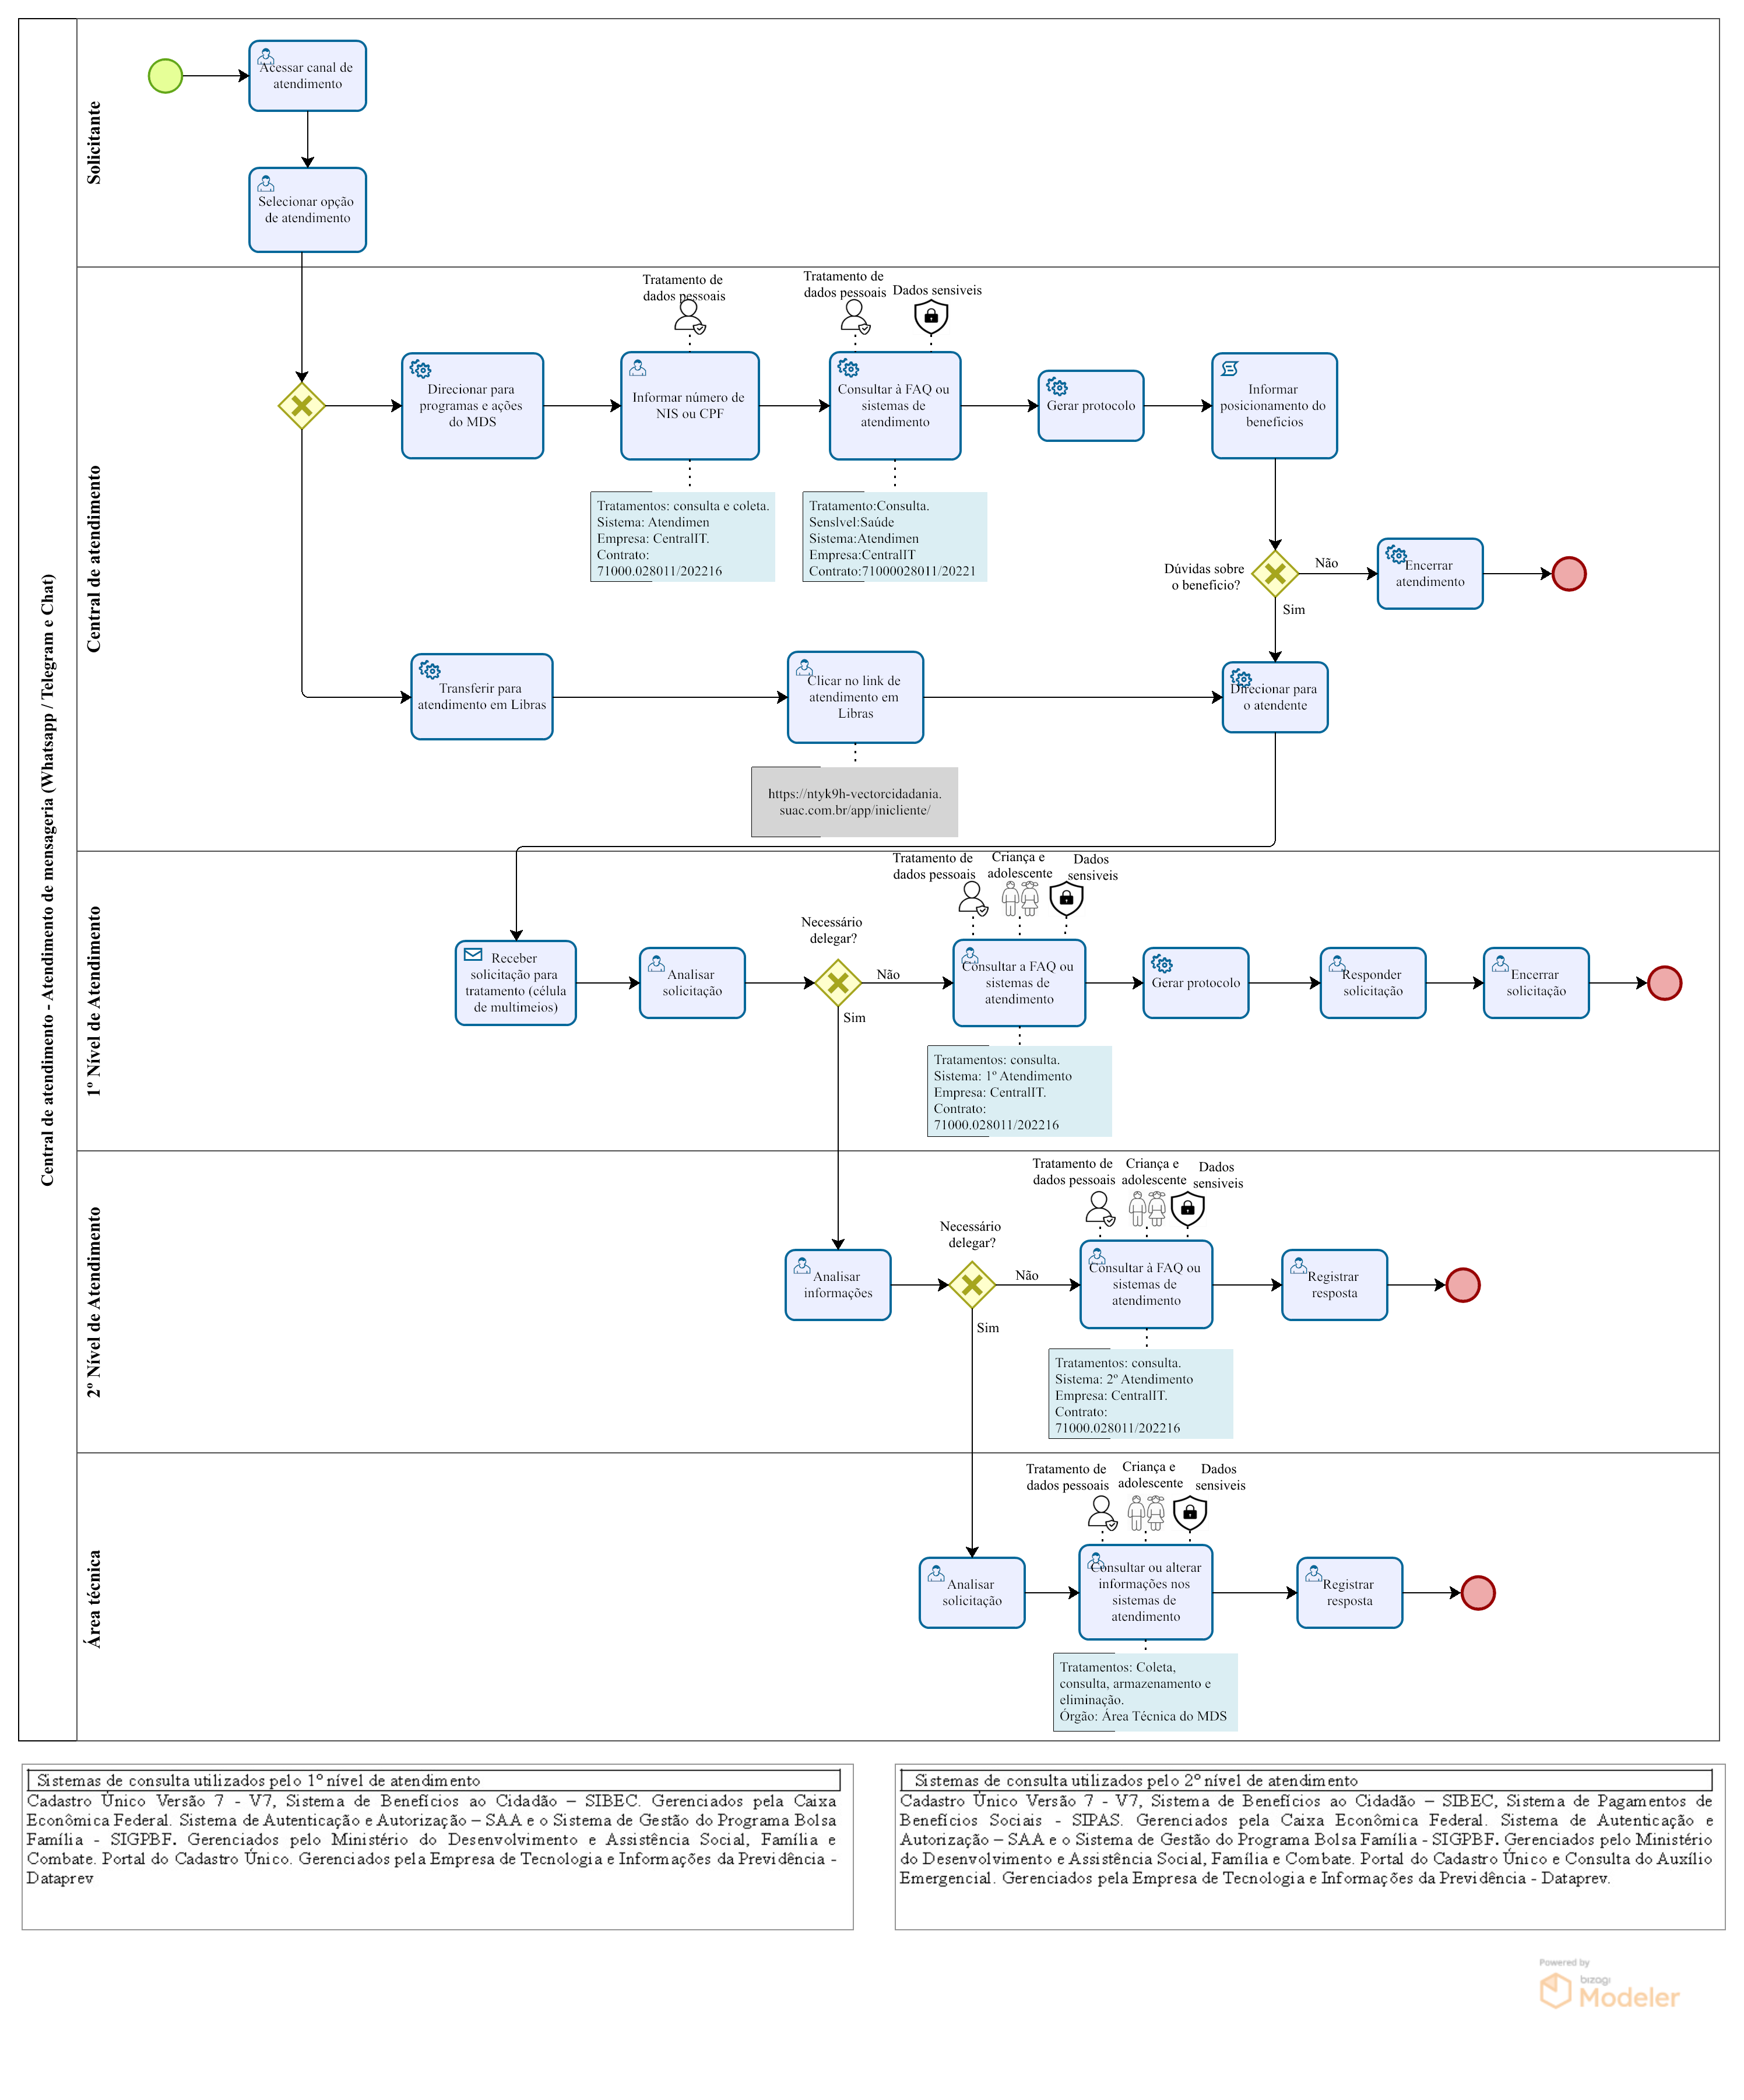 Central de atendimento - Atendimento de mensageria (Whatsapp / Telegram e Chat)
Solicitante
Acessar canal de
atendimento
Selecionar opção
de atendimento
Central de atendimento
Direcionar para
programas e ações
do MDS
Tratamento de
dados pessoais
Informar número de
NIS ou CPF
Tratamentos: consulta e coleta.
Sistema: Atendimen
Empresa: CentralIT.
Contrato:
71000.028011/202216
Tratamento de
dados pessoais
Dados sensiveis
Consultar à FAQ ou
sistemas de
atendimento
Tratamento:Consulta.
Senslvel:Saúde
Sistema:Atendimen
Empresa:CentralIT
Contrato:71000028011/20221
Gerar protocolo
Informar
posicionamento do
beneficios
Dúvidas sobre
o beneficio?
Não
Encerrar
atendimento
Sim
Transferir para
atendimento em Libras
Clicar no link de
atendimento em
Libras
https://ntyk9h-vectorcidadania.
suac.com.br/app/inicliente/
Direcionar para
o atendente
1º Nível de Atendimento
Receber
solicitação para
tratamento (célula
de multimeios)
Analisar
solicitação
Necessário
delegar?
Não
Sim
Tratamento de
dados pessoais
Criança e
adolescente
Dados
sensiveis
Consultar a FAQ ou
sistemas de
atendimento
Tratamentos: consulta.
Sistema: 1º Atendimento
Empresa: CentralIT.
Contrato:
71000.028011/202216
Gerar protocolo
Responder
solicitação
Encerrar
solicitação
2º Nível de Atendimento
Analisar
informações
Necessário
delegar?
Não
Sim
Tratamento de
dados pessoais
Criança e
adolescente
Dados
sensiveis
Consultar à FAQ ou
sistemas de
atendimento
Tratamentos: consulta.
Sistema: 2º Atendimento
Empresa: CentralIT.
Contrato:
71000.028011/202216
Registrar
resposta
Área técnica
Analisar
solicitação
Tratamento de
dados pessoais
Criança e
adolescente
Dados
sensiveis
Consultar ou alterar
informações nos
sistemas de
atendimento
Tratamentos: Coleta,
consulta, armazenamento e
eliminação.
Órgão: Área Técnica do MDS
Registrar
resposta
Sistemas de consulta utilizados pelo 1º nível de atendimento
Cadastro Único Versão 7 - V7, Sistema de Benefícios ao Cidadão – SIBEC. Gerenciados pela Caixa
Econômica Federal. Sistema de Autenticação e Autorização – SAA e o Sistema de Gestão do Programa Bolsa
Família - SIGPBF. Gerenciados pelo Ministério do Desenvolvimento e Assistência Social, Família e
Combate. Portal do Cadastro Único. Gerenciados pela Empresa de Tecnologia e Informações da Previdência -
Dataprev
Sistemas de consulta utilizados pelo 2º nível de atendimento
Cadastro Único Versão 7 - V7, Sistema de Benefícios ao Cidadão – SIBEC, Sistema de Pagamentos de
Benefícios Sociais - SIPAS. Gerenciados pela Caixa Econômica Federal. Sistema de Autenticação e
Autorização – SAA e o Sistema de Gestão do Programa Bolsa Família - SIGPBF. Gerenciados pelo Ministério
do Desenvolvimento e Assistência Social, Família e Combate. Portal do Cadastro Único e Consulta do Auxílio
Emergencial. Gerenciados pela Empresa de Tecnologia e Informações da Previdência - Dataprev.
Powered by
bizagi
Modeler